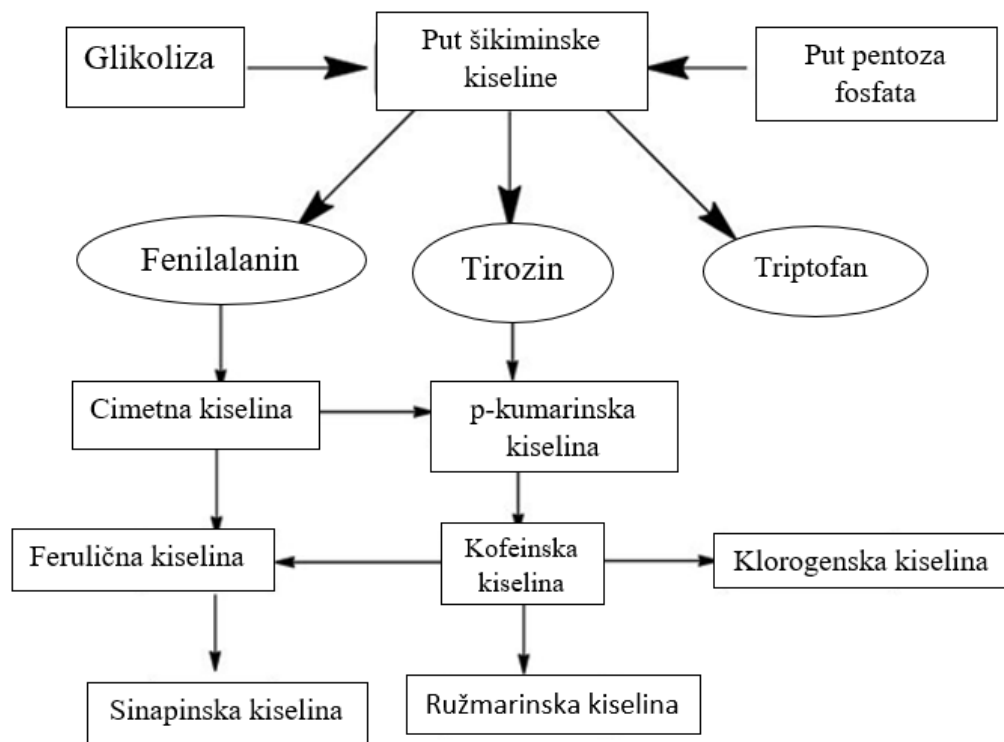 Glikoliza
Put šikiminske
kiseline
Put pentoza
fosfata
Fenilalanin
Tirozin
Triptofan
Cimetna kiselina
p-kumarinska
kiselina
Ferulična kiselina
Kofeinska
kiselina
Klorogenska kiselina
Sinapinska kiselina
Ružmarinska kiselina